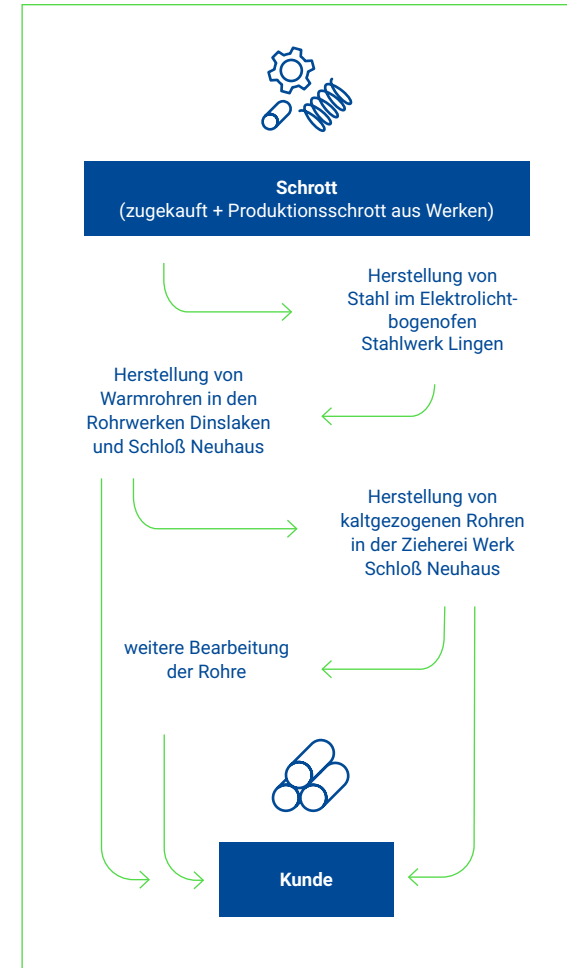 Schrott
(zugekauft + Produktionsschrott aus Werken)
Herstellung von
Stahl im Elektrolicht-
bogenofen
Stahlwerk Lingen
Herstellung von
Warmrohren in den
Rohrwerken Dinslaken
und Schloß Neuhaus
Herstellung von
kaltgezogenen Rohren
in der Zieherei Werk
Schloß Neuhaus
weitere Bearbeitung
der Rohre
Kunde